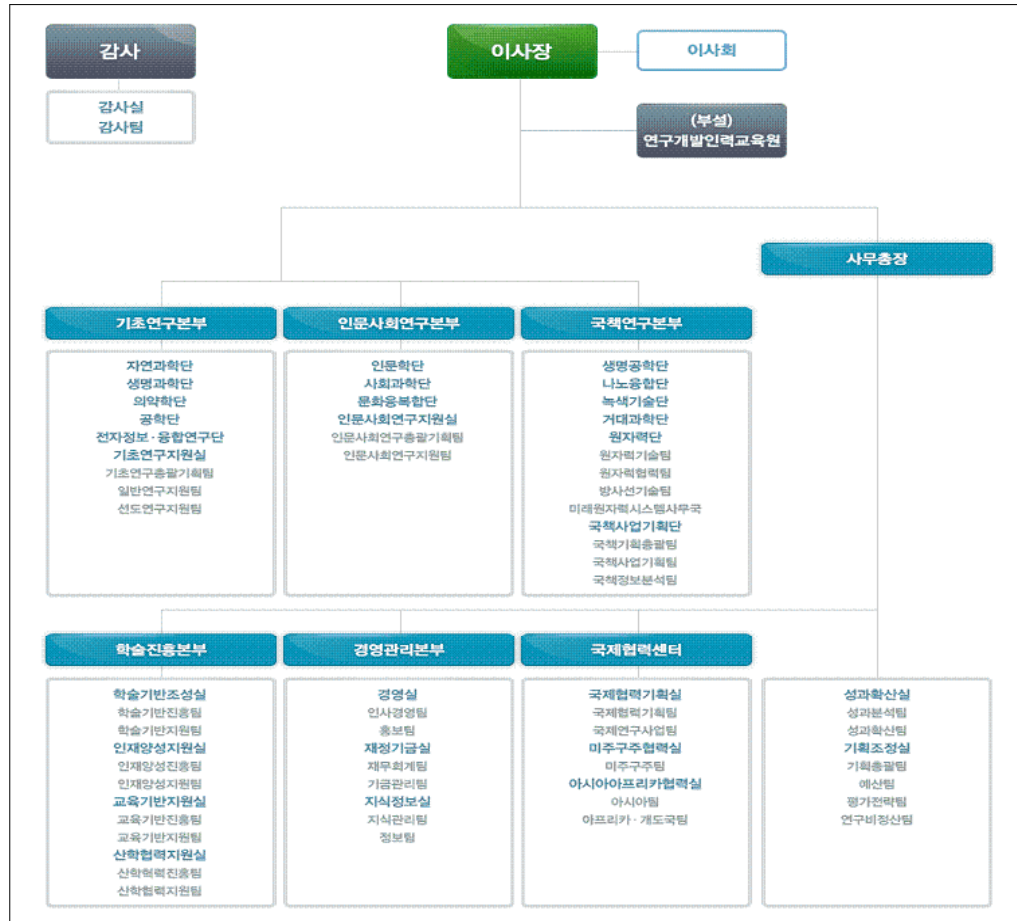 감사
이사장
이사회
감사실
감사팀
(부설)
연구개발인력교육원
사무총장
기초연구본부
자연과학단
생명과학단
의약학단
공학단
전자정보·융합연구단
기초연구지원실
기초연구총괄기획팀
일반연구지원팀
선도연구지원팀
인문사회연구본부
인문학단
사회과학단
문화융복합단
인문사회연구지원실
인문사회연구총괄기획팀
인문사회연구지원팀
국책연구본부
생명공학단
나노융합단
녹색기술단
거대과학단
원자력단
원자력기술팀
원자력협력팀
방사선기술팀
미래원자력시스템사무국
국책사업기획단
국책기획총괄팀
국책사업기획팀
국책정보분석팀
학술진흥본부
학술기반조성실
학술기반진흥팀
학술기반지원팀
인재양성지원실
인재양성진흥팀
인재양성지원팀
교육기반지원실
교육기반진흥팀
교육기반지원팀
산학협력지원실
산학협력진흥팀
산학협력지원팀
경영관리본부
경영실
인사경영팀
홍보팀
재정기금실
재무회계팀
기금관리팀
지식정보실
지식관리팀
정보팀
국제협력센터
국제협력기획실
국제협력기획팀
국제연구사업팀
미주구주협력실
미주구주팀
아시아아프리카협력실
아시아팀
아프리카·개도국팀
성과확산실
성과분석팀
성과확산팀
기획조정실
기획총괄팀
예산팀
평가전략팀
연구비정산팀